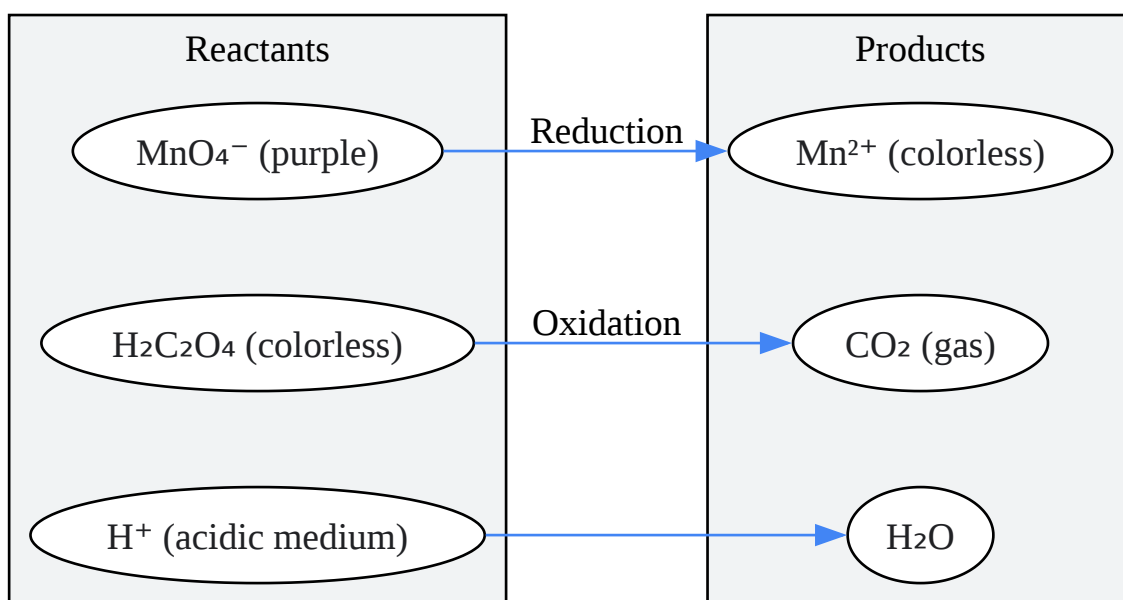 Reactants
Products
MnO₄⁻ (purple)
Reduction
Mn²⁺ (colorless)
H₂C₂O₄ (colorless)
Oxidation
CO₂ (gas)
H⁺ (acidic medium)
H₂O